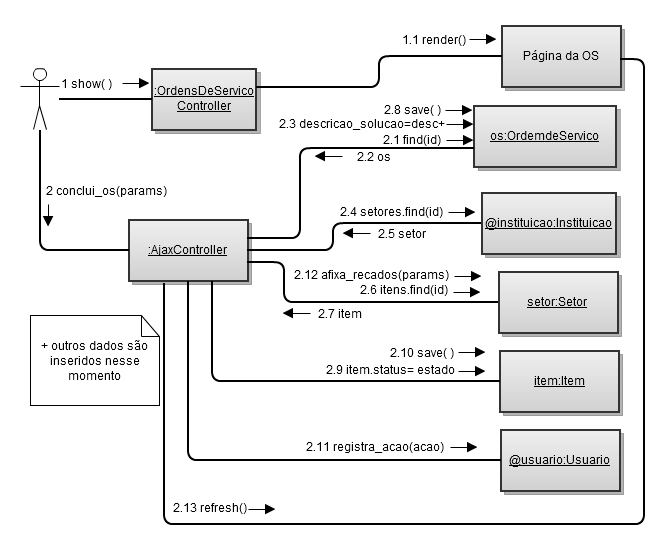 1.1 render()
Página da OS
1 show( )
:OrdensDeServico
Controller
2.8 save( )
2.3 descricao_solucao=desc+
2.1 find(id)
2.2 os
os:OrdemdeServico
2 conclui_os(params)
2.4 setores.find(id)
2.5 setor
@instituicao:Instituicao
:AjaxController
2.12 afixa_recados(params)
2.6 itens.find(id)
2.7 item
setor:Setor
+ outros dados são
inseridos nesse
momento
2.10 save( )
2.9 item.status= estado
item:Item
2.11 registra_acao(acao)
@usuario:Usuario
2.13 refresh()